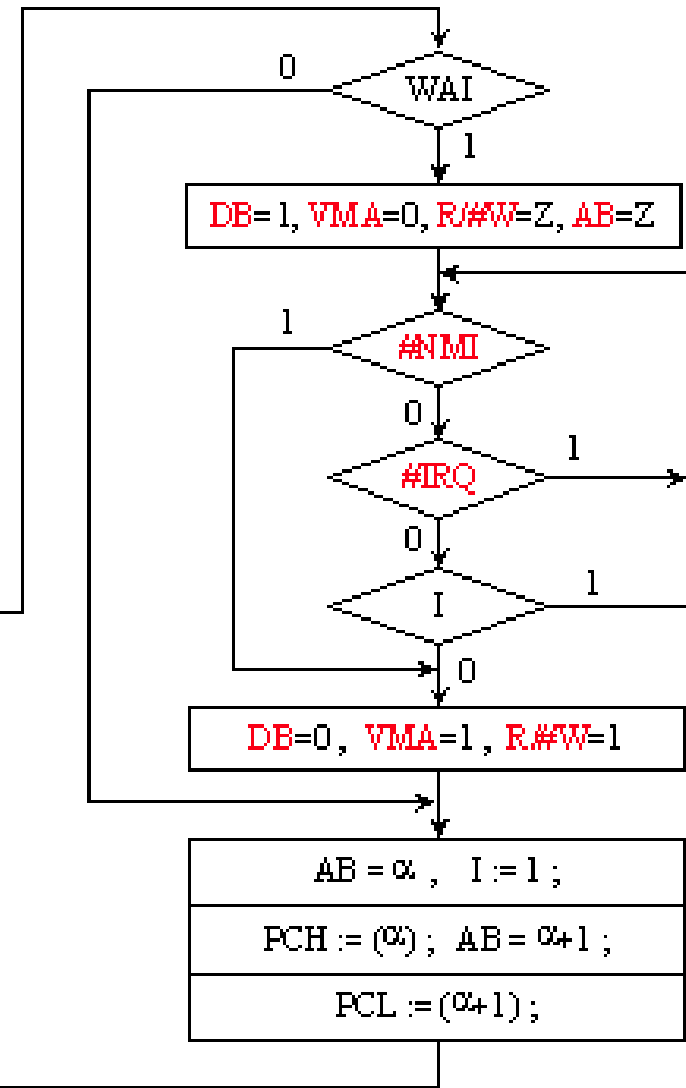 0
WAI
1
DB=1, VMA=0, R/#W=Z, AB=Z
1
#NMI
0
1
#IRQ
0
1
I
0
DB=0, VMA=1, R/#W=1
AB = α, I := 1;
PCH := (α); AB = α+1;
PCL := (α+1);